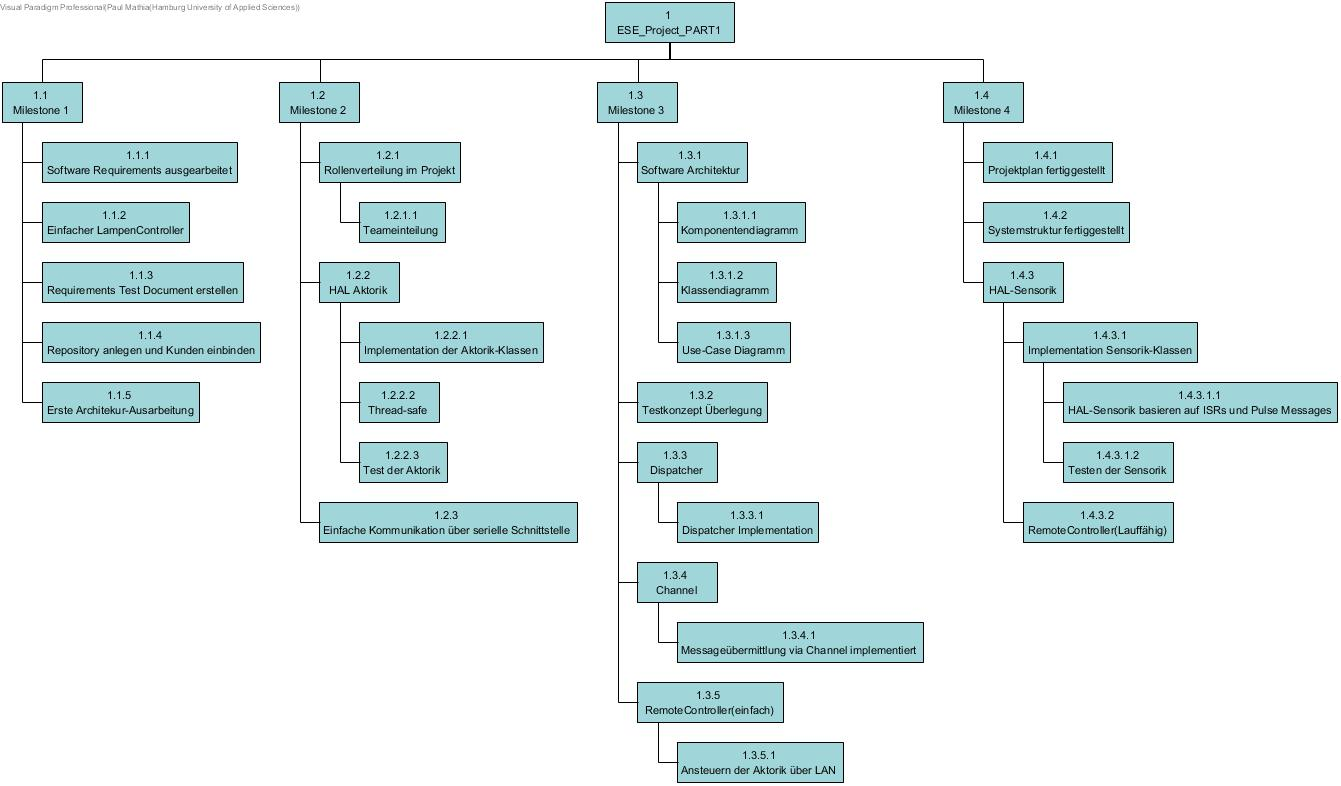 Visual Paradigm Professional(Paul Mathia(Hamburg University of Applied Sciences))
1
ESE_Project_PART1
1.1
Milestone 1
1.1.1
Software Requirements ausgearbeitet
1.1.2
Einfacher LampenController
1.1.3
Requirements Test Document erstellen
1.1.4
Repository anlegen und Kunden einbinden
1.1.5
Erste Architekur-Ausarbeitung
1.2
Milestone 2
1.2.1
Rollenverteilung im Projekt
1.2.1.1
Teameinteilung
1.2.2
HAL Aktorik
1.2.2.1
Implementation der Aktorik-Klassen
1.2.2.2
Thread-safe
1.2.2.3
Test der Aktorik
1.2.3
Einfache Kommunikation über serielle Schnittstelle
1.3
Milestone 3
1.3.1
Software Architektur
1.3.1.1
Komponentendiagramm
1.3.1.2
Klassendiagramm
1.3.1.3
Use-Case Diagramm
1.3.2
Testkonzept Überlegung
1.3.3
Dispatcher
1.3.3.1
Dispatcher Implementation
1.3.4
Channel
1.3.4.1
Messageübermittlung via Channel implementiert
1.3.5
RemoteController(einfach)
1.3.5.1
Ansteuern der Aktorik über LAN
1.4
Milestone 4
1.4.1
Projektplan fertiggestellt
1.4.2
Systemstruktur fertiggestellt
1.4.3
HAL-Sensorik
1.4.3.1
Implementation Sensorik-Klassen
1.4.3.1.1
HAL-Sensorik basieren auf ISRs und Pulse Messages
1.4.3.1.2
Testen der Sensorik
1.4.3.2
RemoteController(Lauffähig)